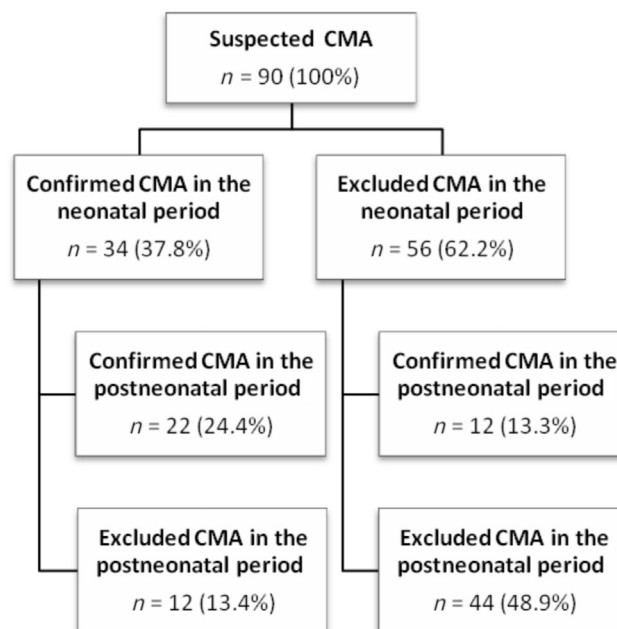 Suspected CMA
n = 90 (100%)
Confirmed CMA in the
neonatal period
n = 34 (37.8%)
Excluded CMA in the
neonatal period
n = 56 (62.2%)
Confirmed CMA in the
postneonatal period
n = 22 (24.4%)
Confirmed CMA in the
postneonatal period
n = 12 (13.3%)
Excluded CMA in the
postneonatal period
n = 12 (13.4%)
Excluded CMA in the
postneonatal period
n = 44 (48.9%)